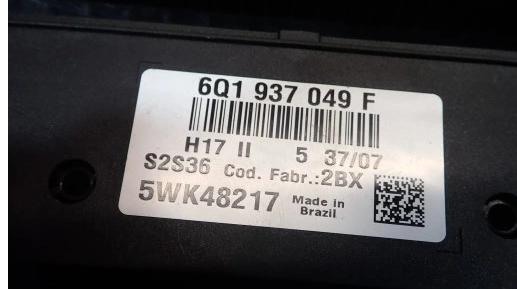 6Q1 937 049 F
H17 II 5 37/07
S2S36 Cod. Fabr.:2BX
5WK48217 Made in
Brazil